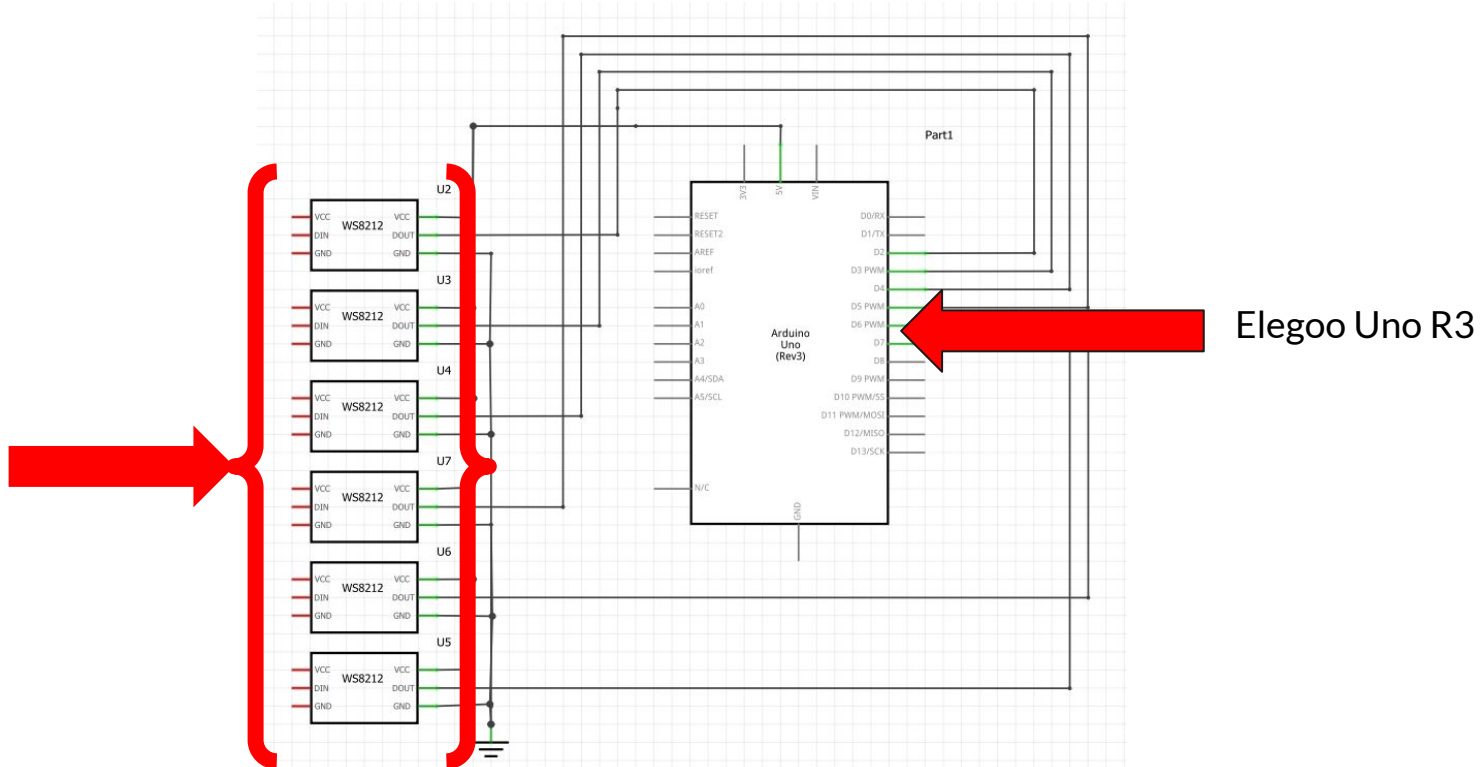 Part1
3V3
5V
VIN
RESET
RESET2
AREF
ioref
A0
A1
A2
A3
A4/SDA
A5/SCL
N/C
Arduino
Uno
(Rev3)
D0/RX
D1/TX
D2
D3 PWM
D4
D5 PWM
D6 PWM
D7
D8
D9 PWM
D10 PWM/SS
D11 PWM/MOSI
D12/MISO
D13/SCK
GND
Elegoo Uno R3
U2
VCC WS8212 VCC
DIN DOUT
GND GND
U3
VCC WS8212 VCC
DIN DOUT
GND GND
U4
VCC WS8212 VCC
DIN DOUT
GND GND
U7
VCC WS8212 VCC
DIN DOUT
GND GND
U6
VCC WS8212 VCC
DIN DOUT
GND GND
U5
VCC WS8212 VCC
DIN DOUT
GND GND